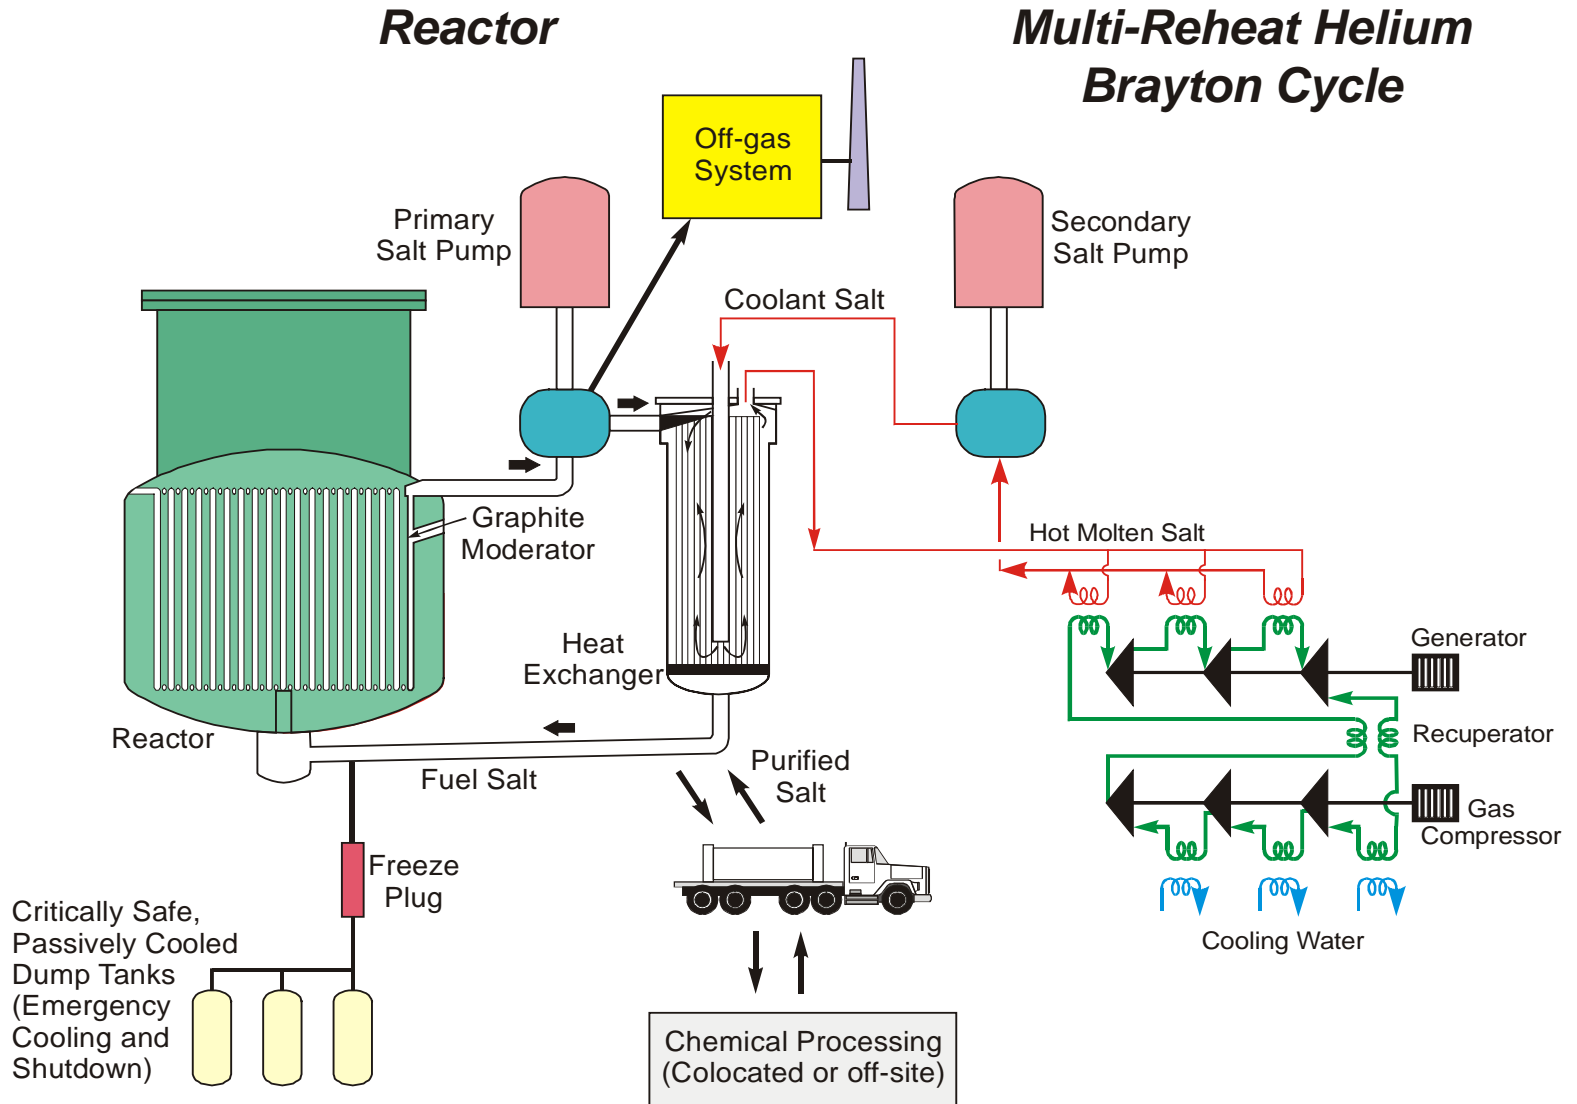 Reactor
Multi-Reheat Helium
Brayton Cycle
Off-gas
System
Primary
Salt Pump
Secondary
Salt Pump
Coolant Salt
Graphite
Moderator
Hot Molten Salt
Heat
Exchanger
Generator
Reactor
Recuperator
Fuel Salt
Purified
Salt
Gas
Compressor
Freeze
Plug
Critically Safe,
Passively Cooled
Dump Tanks
(Emergency
Cooling and
Shutdown)
Cooling Water
Chemical Processing
(Colocated or off-site)